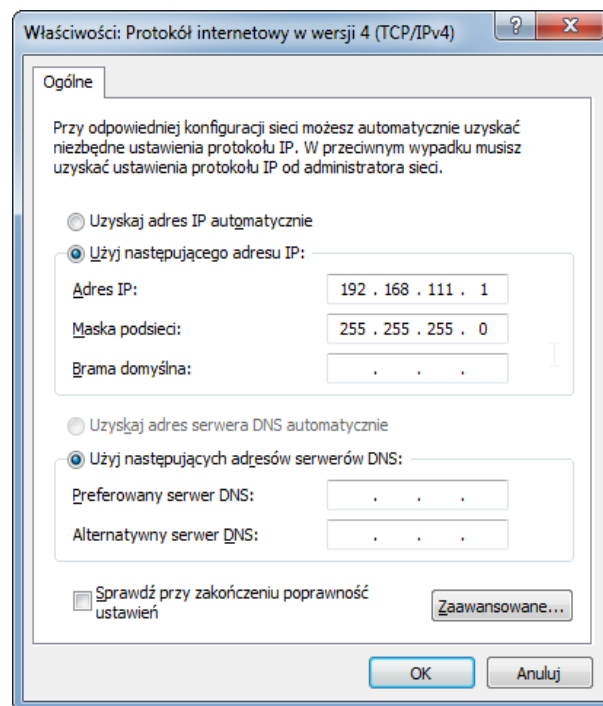 Właściwości: Protokół internetowy w wersji 4 (TCP/IPv4)
?
X
Ogólne
Przy odpowiedniej konfiguracji sieci możesz automatycznie uzyskać
niezbędne ustawienia protokołu IP. W przeciwnym wypadku musisz
uzyskać ustawienia protokołu IP od administratora sieci.
Uzyskaj adres IP automatycznie
Użyj następującego adresu IP:
Adres IP: 192 . 168 . 111 . 1
Maska podsieci: 255 . 255 . 255 . 0
Brama domyślna: . . .
Uzyskaj adres serwera DNS automatycznie
Użyj następujących adresów serwerów DNS:
Preferowany serwer DNS: . . .
Alternatywny serwer DNS: . . .
Sprawdź przy zakończeniu poprawność
ustawień
Zaawansowane...
OK Anuluj